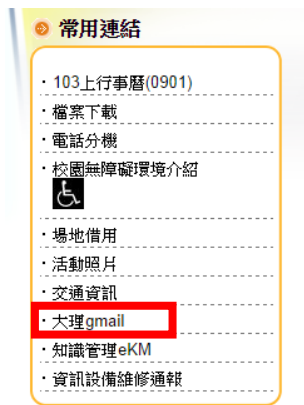 常用連結
・103上行事曆(0901)
・檔案下載
・電話分機
・校園無障礙環境介紹
・場地借用
・活動照片
・交通資訊
・大理gmail
・知識管理eKM
・資訊設備維修通報